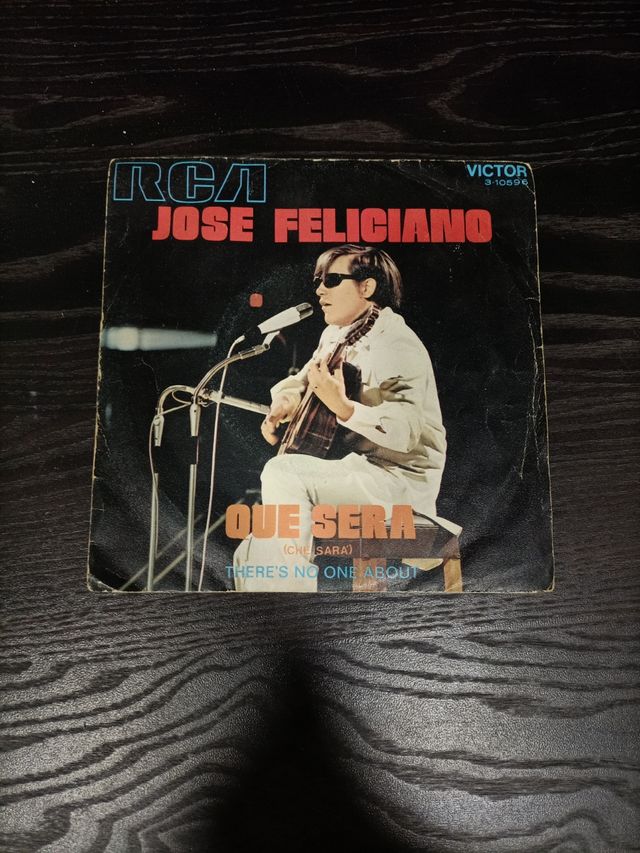 RCA
VICTOR
3-10596
JOSE FELICIANO
QUE SERA
(CHE SARA')
THERE'S NO ONE ABOUT